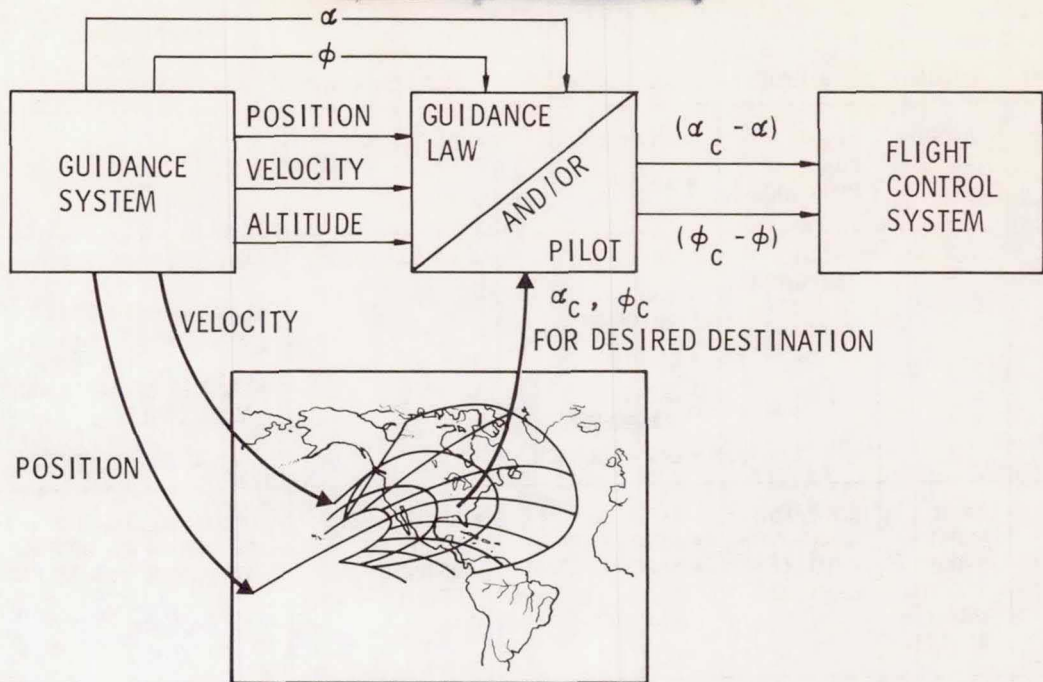 α
ϕ
GUIDANCE
SYSTEM
POSITION
VELOCITY
ALTITUDE
GUIDANCE
LAW
AND/OR
PILOT
(α_C - α)
(ϕ_C - ϕ)
FLIGHT
CONTROL
SYSTEM
VELOCITY
α_C , ϕ_C
FOR DESIRED DESTINATION
POSITION